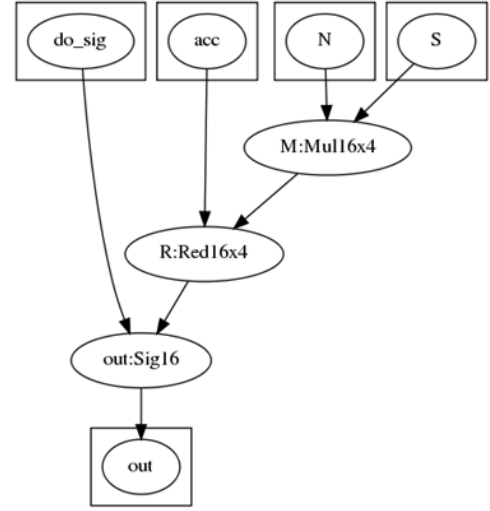 do_sig
acc
N
S
M:Mul16x4
R:Red16x4
out:Sig16
out